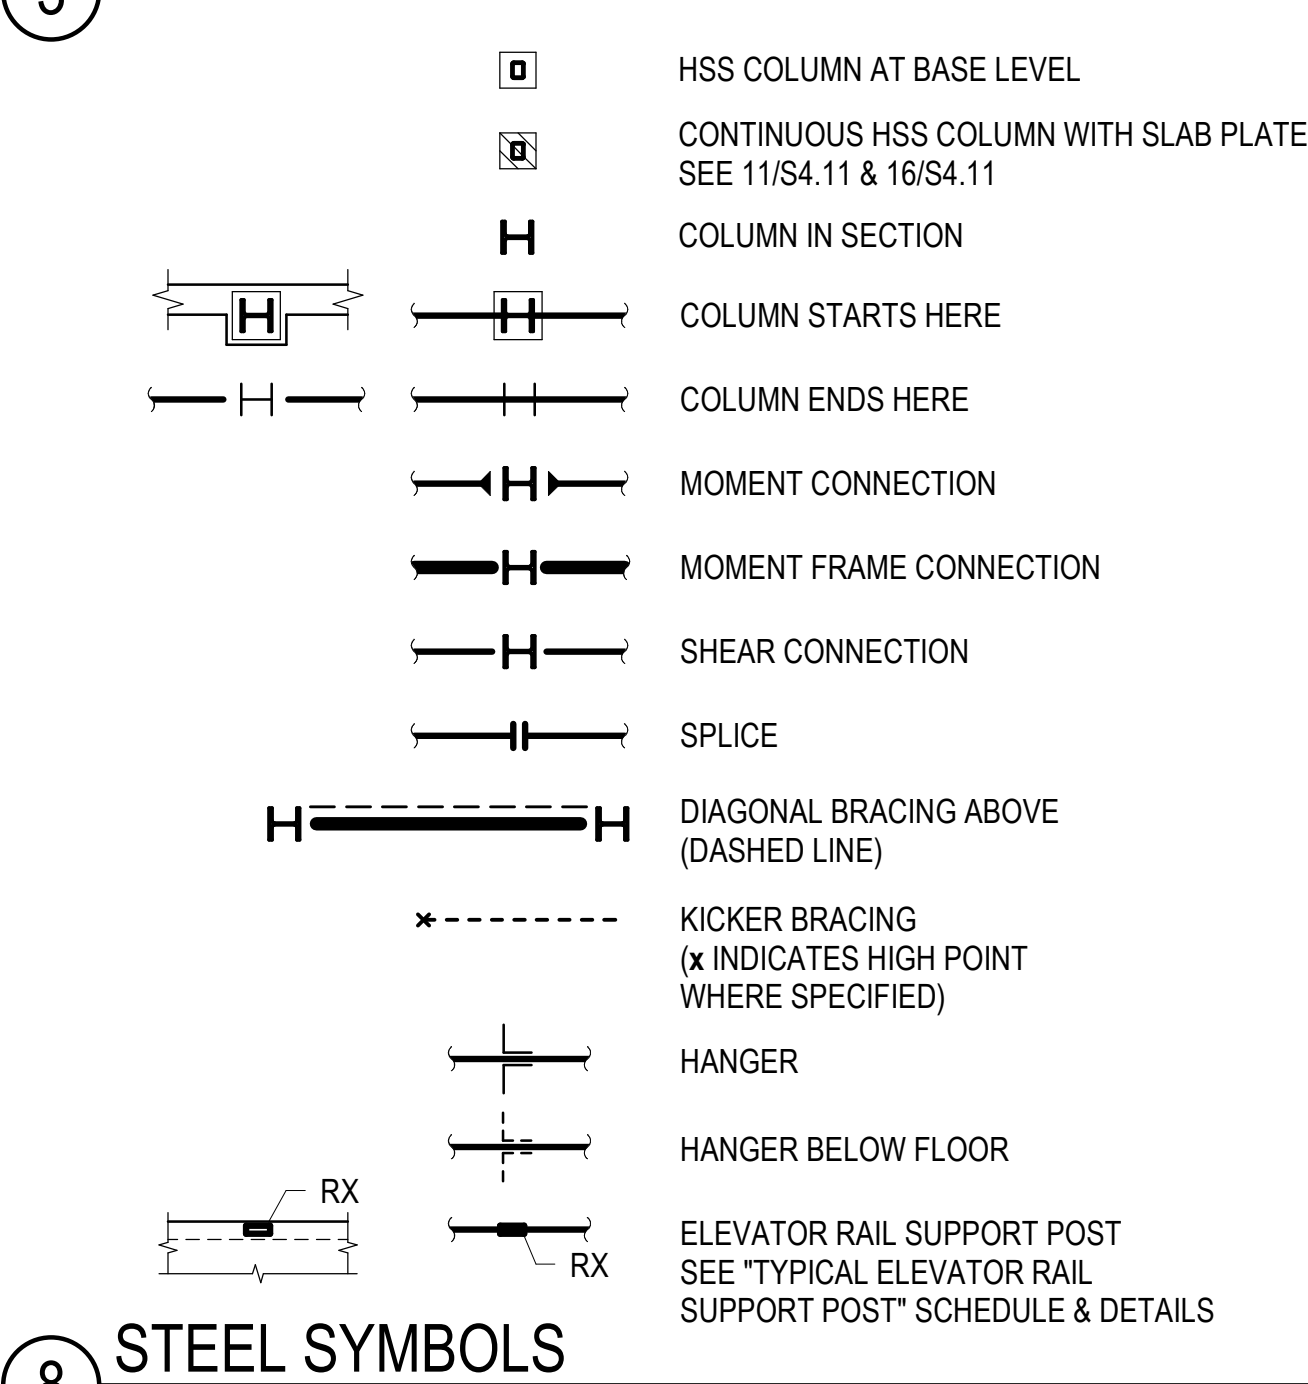 HSS COLUMN AT BASE LEVEL
CONTINUOUS HSS COLUMN WITH SLAB PLATE
SEE 11/S4.11 & 16/S4.11
COLUMN IN SECTION
COLUMN STARTS HERE
COLUMN ENDS HERE
MOMENT CONNECTION
MOMENT FRAME CONNECTION
SHEAR CONNECTION
SPLICE
DIAGONAL BRACING ABOVE
(DASHED LINE)
KICKER BRACING
(x INDICATES HIGH POINT
WHERE SPECIFIED)
HANGER
HANGER BELOW FLOOR
RX
RX
ELEVATOR RAIL SUPPORT POST
SEE "TYPICAL ELEVATOR RAIL
SUPPORT POST" SCHEDULE & DETAILS
8 STEEL SYMBOLS